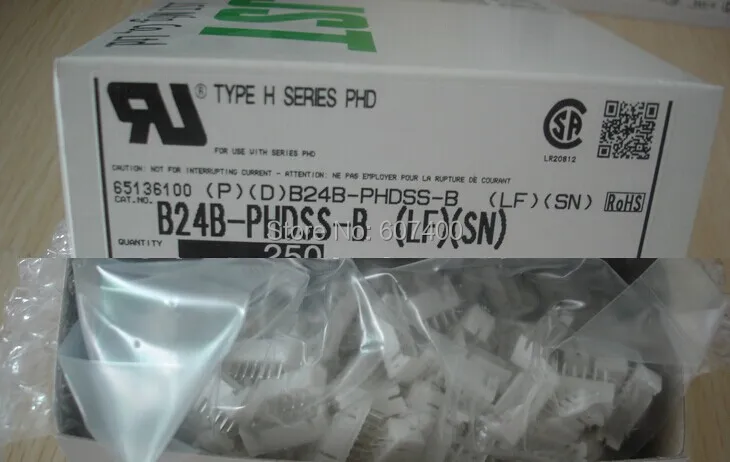 JST
® TYPE H SERIES PHD
FOR USE WITH SERIES PHD
LR20812
CAUTION: NOT FOR INTERRUPTING CURRENT - ATTENTION: NE PAS EMPLOYER POUR LA RUPTURE DE COURANT
65136100 (P)(D)B24B-PHDSS-B (LF)(SN) RoHS
CAT.NO.
B24B-PHDSS-B (LF)(SN)
Store No: 607400
QUANTITY 250